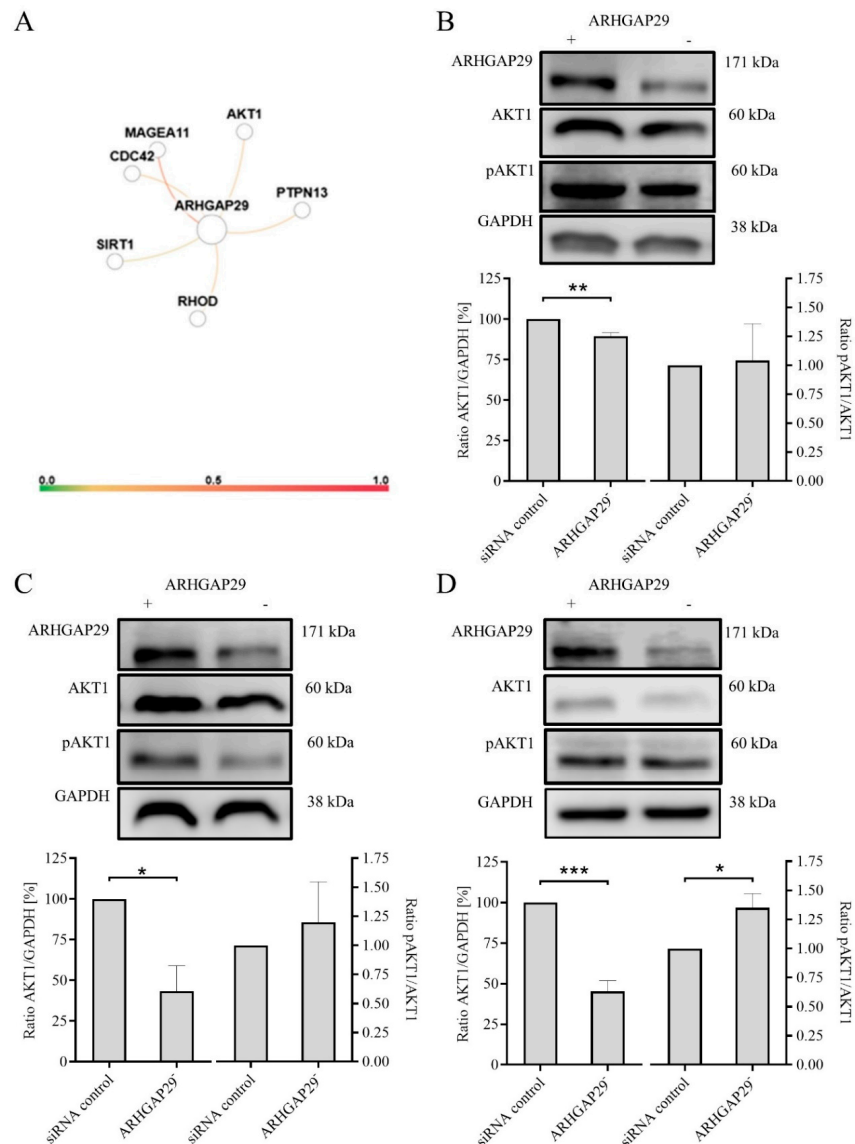 A
AKT1
MAGEA11
CDC42
PTPN13
ARHGAP29
SIRT1
RHOD
0.0 0.5 1.0
B
ARHGAP29
+ -
ARHGAP29 171 kDa
AKT1 60 kDa
pAKT1 60 kDa
GAPDH 38 kDa
Ratio AKT1/GAPDH [%]
125
100
75
50
25
0
**
1.75
1.50
1.25
1.00
0.75
0.50
0.25
0.00
Ratio pAKT1/AKT1
siRNA control
ARHGAP29-
siRNA control
ARHGAP29-
C
ARHGAP29
+ -
ARHGAP29 171 kDa
AKT1 60 kDa
pAKT1 60 kDa
GAPDH 38 kDa
Ratio AKT1/GAPDH [%]
125
100
75
50
25
0
*
1.75
1.50
1.25
1.00
0.75
0.50
0.25
0.00
Ratio pAKT1/AKT1
siRNA control
ARHGAP29-
siRNA control
ARHGAP29-
D
ARHGAP29
+ -
ARHGAP29 171 kDa
AKT1 60 kDa
pAKT1 60 kDa
GAPDH 38 kDa
Ratio AKT1/GAPDH [%]
125
100
75
50
25
0
*** *
1.75
1.50
1.25
1.00
0.75
0.50
0.25
0.00
Ratio pAKT1/AKT1
siRNA control
ARHGAP29-
siRNA control
ARHGAP29-